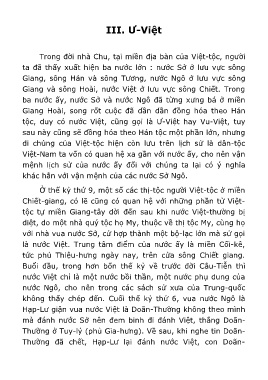 III. Ư-Việt
Trong đời nhà Chu, tại miền địa bàn của Việt-tộc, người
ta đã thấy xuất hiện ba nước lớn : nước Sở ở lưu vực sông
Giang, sông Hán và sông Tương, nước Ngô ở lưu vực sông
Giang và sông Hoài, nước Việt ở lưu vực sông Chiết. Trong
ba nước ấy, nước Sở và nước Ngô đã từng xưng bá ở miền
Giang Hoài, song rốt cuộc đã dần dần đồng hóa theo Hán
tộc, duy có nước Việt, cũng gọi là Ư-Việt hay Vu-Việt, tuy
sau này cũng sẽ đồng hóa theo Hán-tộc một phần lớn, nhưng
di chủng của Việt-tộc hiện còn lưu trên lịch sử là dân-tộc
Việt-Nam ta vốn có quan hệ xa gần với nước ấy, cho nên vận
mệnh lịch sử của nước ấy đối với chúng ta lại có ý nghĩa
khác hẳn với vận mệnh của các nước Sở Ngô.
Ở thế kỷ thứ 9, một số các thị-tộc người Việt-tộc ở miền
Chiết-giang, có lẽ cũng có quan hệ với những phần tử Việt-
tộc tự miền Giang-tây dời đến sau khi nước Việt-thường bị
diệt, do một nhà quý tộc họ My, thuộc về thị tộc My, cùng họ
với nhà vua nước Sở, cử hợp thành một bộ-lạc lớn mà sử gọi
là nước Việt. Trung tâm điểm của nước ấy là miền Cối-kê,
tức phủ Thiệu-hưng ngày nay, trên cửa sông Chiết giang.
Buổi đầu, trong hơn bốn thế kỷ về trước đời Câu-Tiễn thì
nước Việt chỉ là một nước bồi thần, một nước phụ dung của
nước Ngô, cho nên trong các sách sử xưa của Trung-quốc
không thấy chép đến. Cuối thế kỷ thứ 6, vua nước Ngô là
Hạp-Lư giận vua nước Việt là Doãn-Thường không theo mình
mà đánh nước Sở nên đem binh đi đánh Việt, thắng Doãn-
Thường ở Tuy-lý (phủ Gia-hưng). Về sau, khi nghe tin Doãn-
Thường đã chết, Hạp-Lư lại đánh nước Việt, con Doãn-